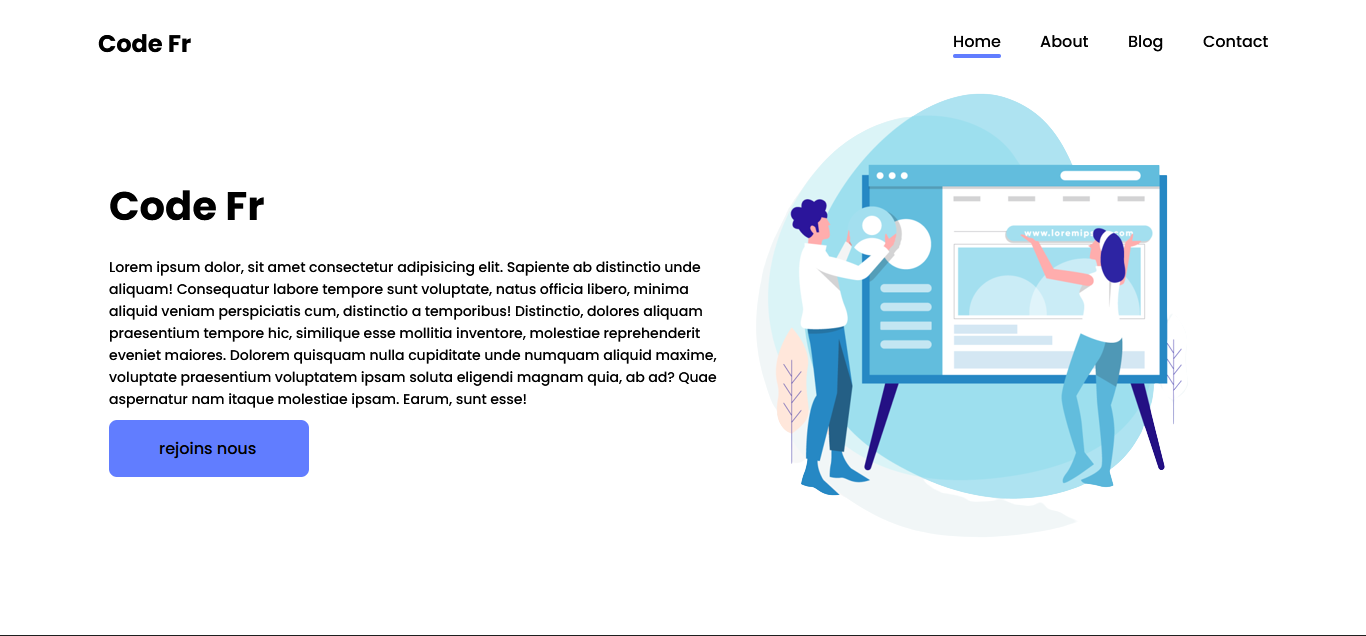 Code Fr
Home About Blog Contact
Code Fr
Lorem ipsum dolor, sit amet consectetur adipisicing elit. Sapiente ab distinctio unde
aliquam! Consequatur labore tempore sunt voluptate, natus officia libero, minima
aliquid veniam perspiciatis cum, distinctio a temporibus! Distinctio, dolores aliquam
praesentium tempore hic, similique esse mollitia inventore, molestiae reprehenderit
eveniet maiores. Dolorem quisquam nulla cupiditate unde numquam aliquid maxime,
voluptate praesentium voluptatem ipsam soluta eligendi magnam quia, ab ad? Quae
aspernatur nam itaque molestiae ipsam. Earum, sunt esse!
rejoins nous